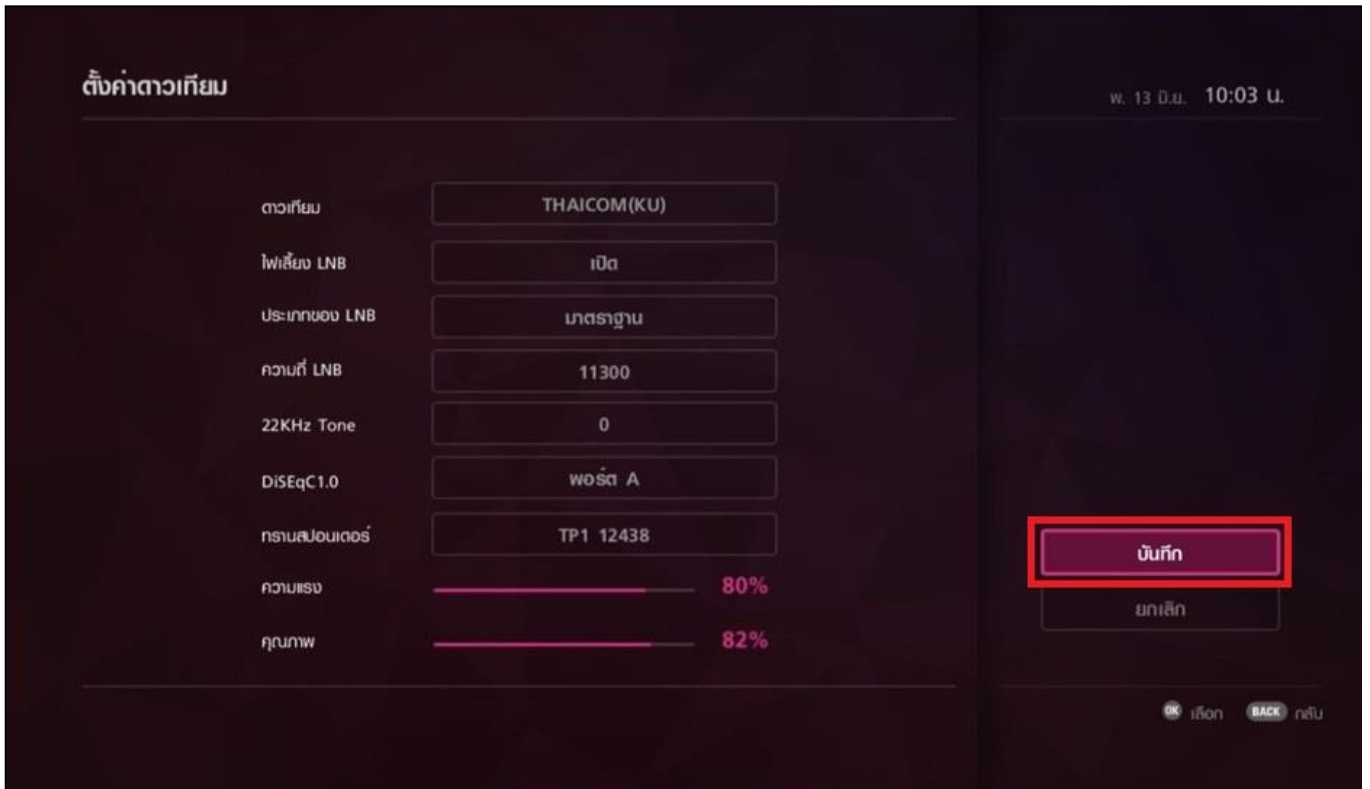 ตั้งค่าดาวเทียม
พ. 13 มิ.ย. 10:03 น.
ดาวเทียม THAICOM(KU)
ไฟเลี้ยง LNB เปิด
ประเภทของ LNB มาตราฐาน
ความถี่ LNB 11300
22KHz Tone 0
DiSEqC1.0 พอร์ต A
ทรานสปอนเดอร์ TP1 12438
ความแรง 80%
คุณภาพ 82%
บันทึก
ยกเลิก
OK เลือก BACK กลับ